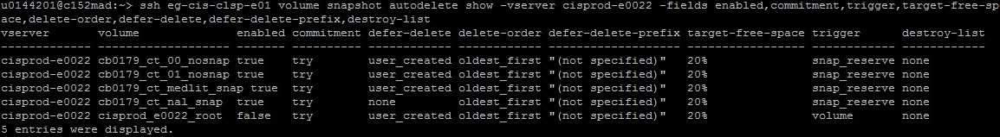 u0144201@c152mad:~> ssh eg-cis-clsp-e01 volume snapshot autodelete show -vserver cisprod-e0022 -fields enabled,commitment,trigger,target-free-sp
ace,delete-order,defer-delete,defer-delete-prefix,destroy-list
vserver       volume              enabled commitment defer-delete delete-order defer-delete-prefix target-free-space trigger      destroy-list
------------- ------------------- ------- ---------- ------------ ------------ ------------------- ----------------- ------------ ------------
cisprod-e0022 cb0179_ct_00_nosnap true    try        user_created oldest_first "(not specified)"   20%               snap_reserve none
cisprod-e0022 cb0179_ct_01_nosnap true    try        user_created oldest_first "(not specified)"   20%               snap_reserve none
cisprod-e0022 cb0179_ct_medlit_snap true  try        user_created oldest_first "(not specified)"   20%               snap_reserve none
cisprod-e0022 cb0179_ct_nal_snap  true    try        none         oldest_first "(not specified)"   20%               snap_reserve none
cisprod-e0022 cisprod_e0022_root  false   try        user_created oldest_first "(not specified)"   20%               volume       none
5 entries were displayed.